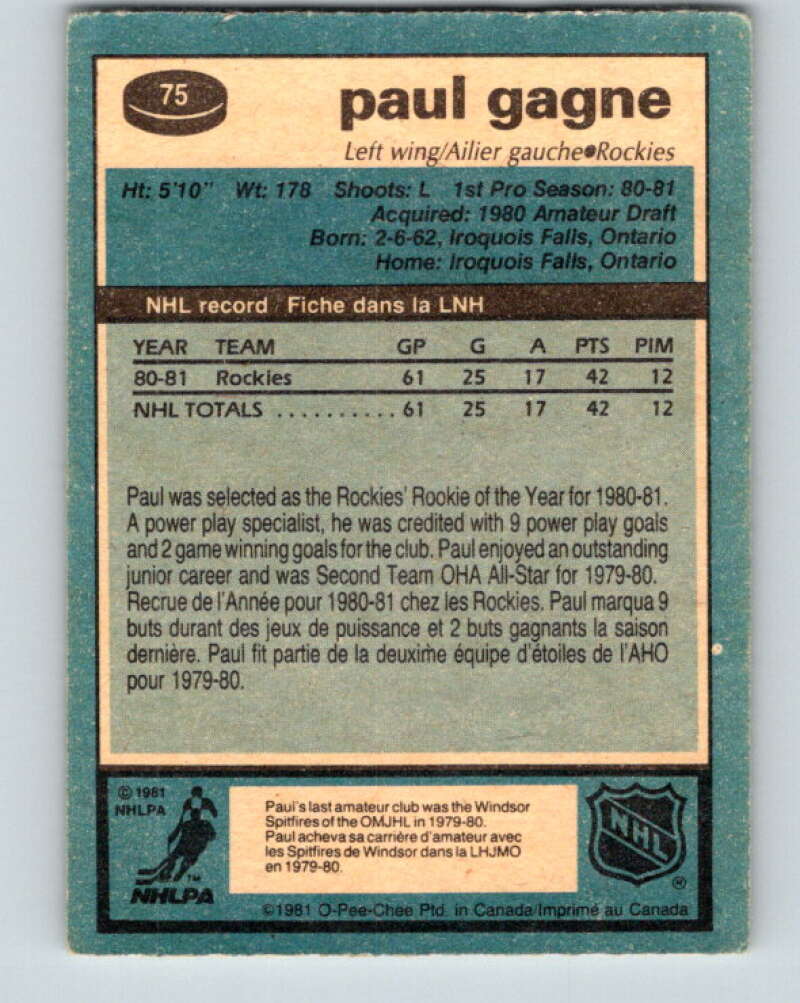 75
paul gagne
Left wing/Ailier gauche●Rockies
Ht: 5'10" Wt: 178 Shoots: L 1st Pro Season: 80-81
Acquired: 1980 Amateur Draft
Born: 2-6-62, Iroquois Falls, Ontario
Home: Iroquois Falls, Ontario
NHL record / Fiche dans la LNH
YEAR TEAM GP G A PTS PIM
80-81 Rockies 61 25 17 42 12
NHL TOTALS .......... 61 25 17 42 12
Paul was selected as the Rockies' Rookie of the Year for 1980-81.
A power play specialist, he was credited with 9 power play goals
and 2 game winning goals for the club. Paul enjoyed an outstanding
junior career and was Second Team OHA All-Star for 1979-80.
Recrue de l'Année pour 1980-81 chez les Rockies. Paul marqua 9
buts durant des jeux de puissance et 2 buts gagnants la saison
dernière. Paul fit partie de la deuxime équipe d'étoiles de l'AHO
pour 1979-80.
© 1981
NHLPA
TM
NHLPA
Paul's last amateur club was the Windsor
Spitfires of the OMJHL in 1979-80.
Paul acheva sa carrière d'amateur avec
les Spitfires de Windsor dans la LHJMO
en 1979-80.
NHL
®
©1981 O-Pee-Chee Ptd. in Canada/Imprimé au Canada